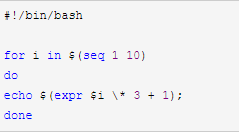 #!/bin/bash
for i in $(seq 1 10)
do
echo $(expr $i \* 3 + 1);
done